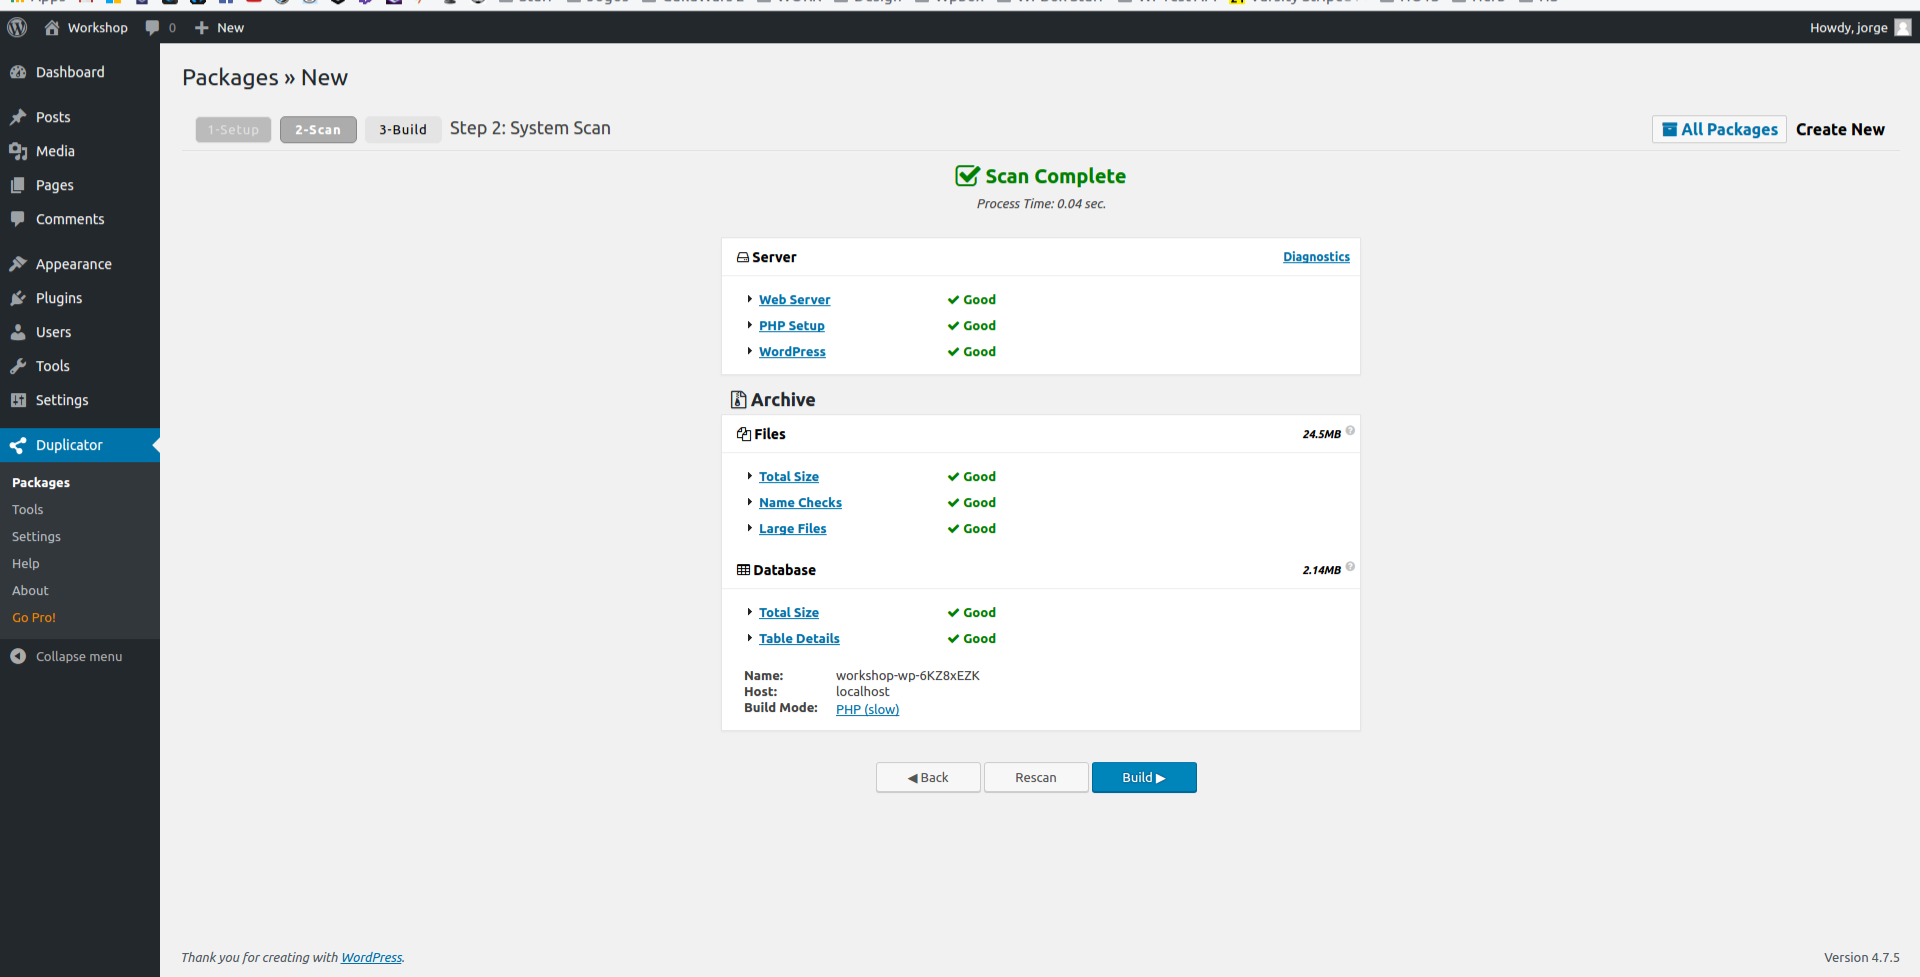 Workshop 0 New Howdy, jorge
Dashboard
Posts
Media
Pages
Comments
Appearance
Plugins
Users
Tools
Settings
Duplicator
Packages
Tools
Settings
Help
About
Go Pro!
Collapse menu
Packages » New
1-Setup 2-Scan 3-Build Step 2: System Scan All Packages Create New
Scan Complete
Process Time: 0.04 sec.
Server Diagnostics
Web Server Good
PHP Setup Good
WordPress Good
Archive
Files 24.5MB
Total Size Good
Name Checks Good
Large Files Good
Database 2.14MB
Total Size Good
Table Details Good
Name: workshop-wp-6KZ8xEZK
Host: localhost
Build Mode: PHP (slow)
Back Rescan Build
Thank you for creating with WordPress. Version 4.7.5